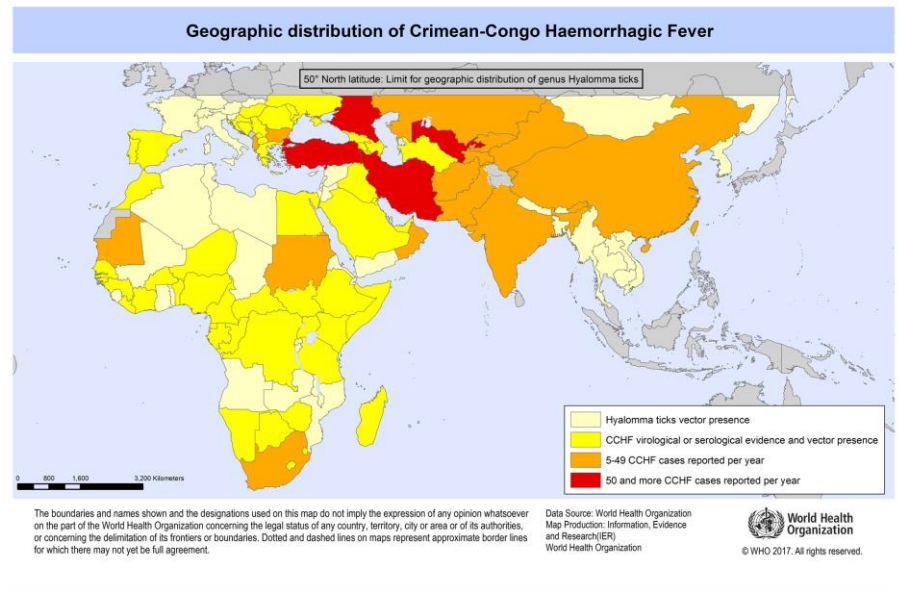 Geographic distribution of Crimean-Congo Haemorrhagic Fever
50° North latitude: Limit for geographic distribution of genus Hyalomma ticks
Hyalomma ticks vector presence
CCHF virological or serological evidence and vector presence
5-49 CCHF cases reported per year
50 and more CCHF cases reported per year
0 800 1,600 3,200 Kilometers
The boundaries and names shown and the designations used on this map do not imply the expression of any opinion whatsoever
on the part of the World Health Organization concerning the legal status of any country, territory, city or area or of its authorities,
or concerning the delimitation of its frontiers or boundaries. Dotted and dashed lines on maps represent approximate border lines
for which there may not yet be full agreement.
Data Source: World Health Organization
Map Production: Information, Evidence
and Research(IER)
World Health Organization
World Health
Organization
© WHO 2017. All rights reserved.